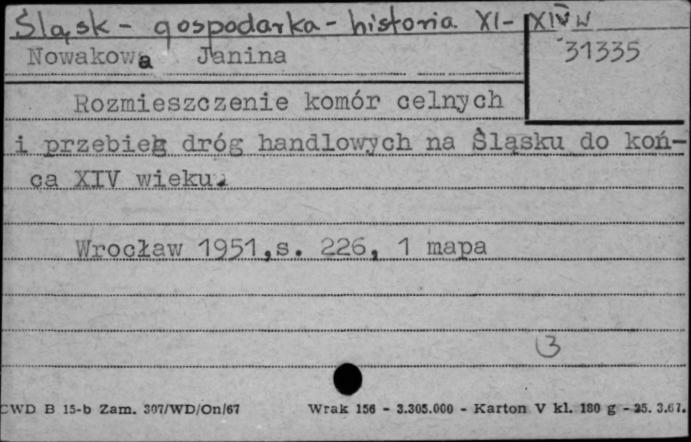 Śląsk - gospodarka - historia XI- XIV w
Nowakowa Janina 31335
Rozmieszczenie komór celnych
i przebieg dróg handlowych na Śląsku do koń-
ca XIV wieku.
Wrocław 1951,s. 226, 1 mapa
3
CWD B 15-b Zam. 307/WD/On/67 Wrak 156 - 3.305.000 - Karton V kl. 180 g - 25. 3.67.